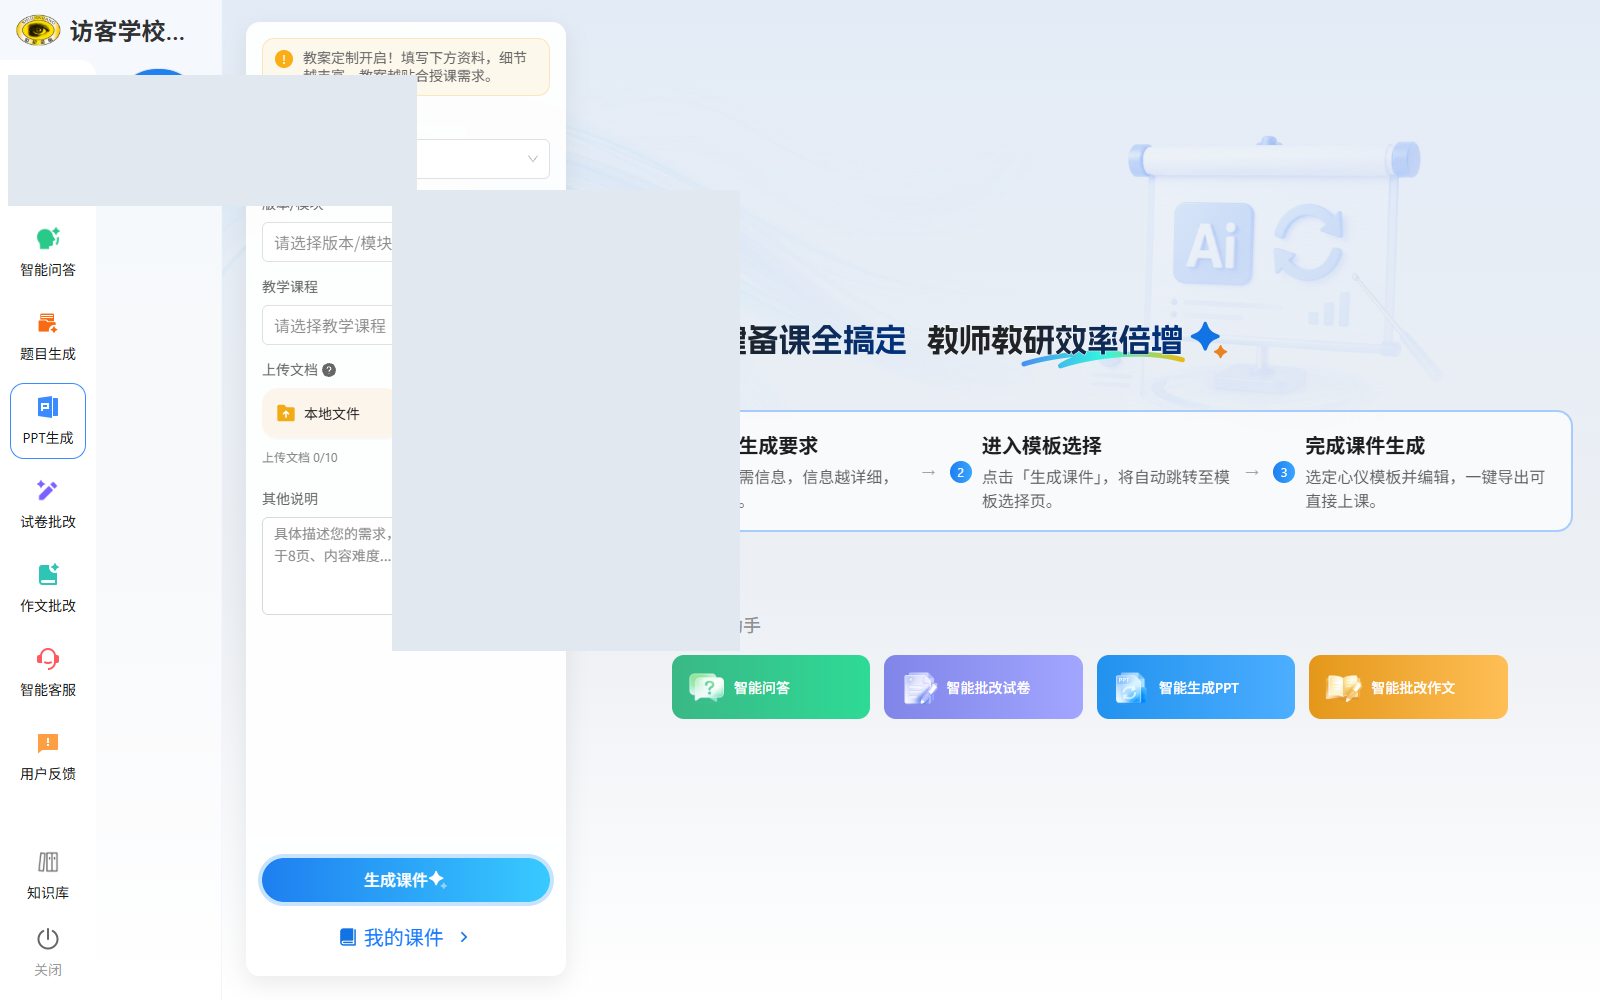 访客学校...
教案定制开启！填写下方资料，细节
合授课需求。
智能问答
题目生成
PPT生成
试卷批改
作文批改
智能客服
用户反馈
知识库
关闭
请选择版本/模块
教学课程
请选择教学课程
上传文档
本地文件
上传文档 0/10
其他说明
具体描述您的需求，
于8页、内容难度...
生成课件
我的课件
备课全搞定 教师教研效率倍增
Ai
生成要求
需信息，信息越详细，
。
→
2
进入模板选择
点击「生成课件」，将自动跳转至模
板选择页。
→
3
完成课件生成
选定心仪模板并编辑，一键导出可
直接上课。
手
智能问答
智能批改试卷
智能生成PPT
智能批改作文